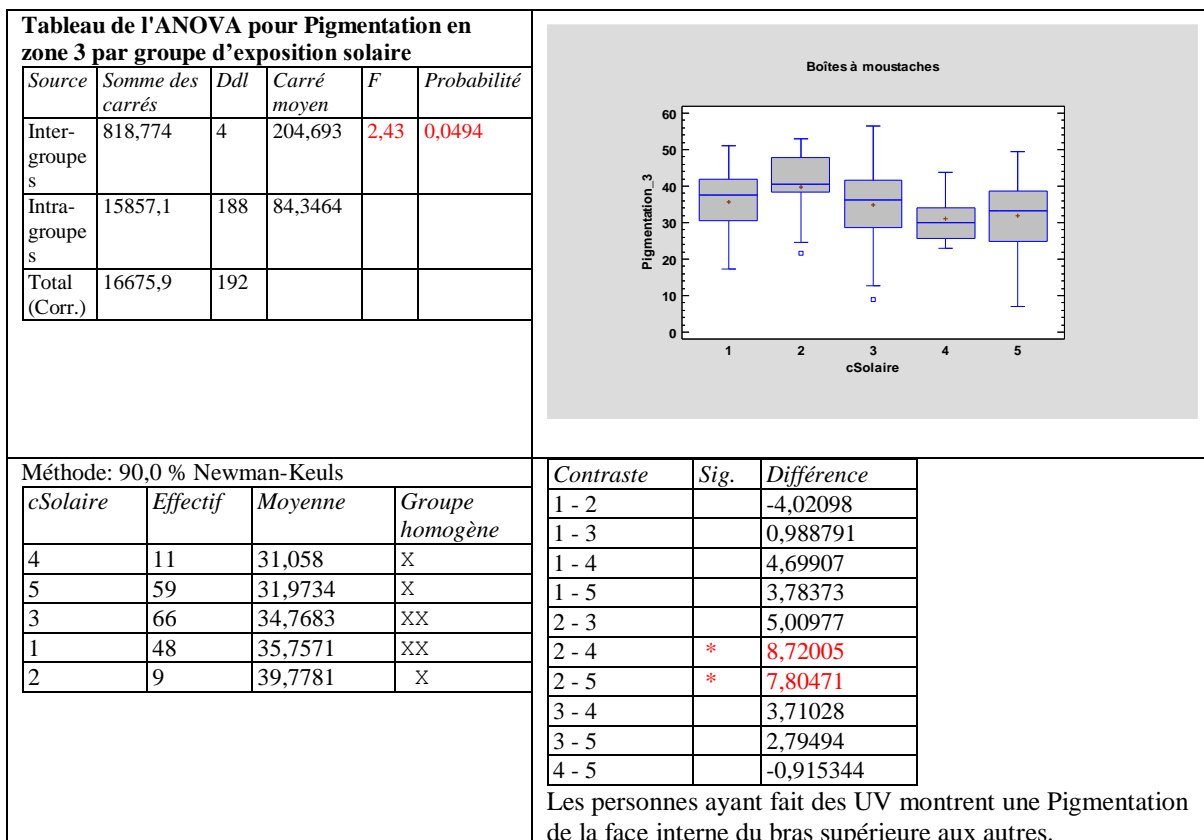 Tableau de l'ANOVA pour Pigmentation en
zone 3 par groupe d'exposition solaire
Source Somme des carrés Ddl Carré moyen F Probabilité
Inter-groupes 818,774 4 204,693 2,43 0,0494
Intra-groupes 15857,1 188 84,3464
Total (Corr.) 16675,9 192
Boîtes à moustaches
Pigmentation_3
60
50
40
30
20
10
0
1 2 3 4 5
cSolaire
Méthode: 90,0 % Newman-Keuls
cSolaire Effectif Moyenne Groupe homogène
4 11 31,058 X
5 59 31,9734 X
3 66 34,7683 XX
1 48 35,7571 XX
2 9 39,7781 X
Contraste Sig. Différence
1 - 2 -4,02098
1 - 3 0,988791
1 - 4 4,69907
1 - 5 3,78373
2 - 3 5,00977
2 - 4 * 8,72005
2 - 5 * 7,80471
3 - 4 3,71028
3 - 5 2,79494
4 - 5 -0,915344
Les personnes ayant fait des UV montrent une Pigmentation
de la face interne du bras supérieure aux autres.